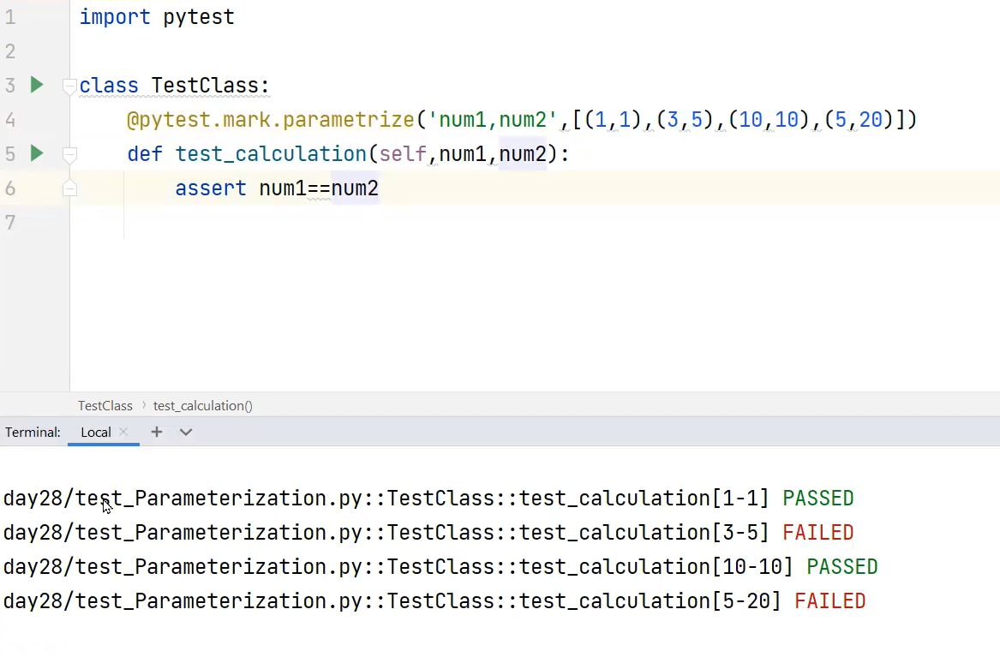 1 import pytest
2
3 class TestClass:
4 @pytest.mark.parametrize('num1,num2',[(1,1),(3,5),(10,10),(5,20)])
5 def test_calculation(self,num1,num2):
6 assert num1==num2
7
TestClass › test_calculation()
Terminal: Local × +
day28/test_Parameterization.py::TestClass::test_calculation[1-1] PASSED
day28/test_Parameterization.py::TestClass::test_calculation[3-5] FAILED
day28/test_Parameterization.py::TestClass::test_calculation[10-10] PASSED
day28/test_Parameterization.py::TestClass::test_calculation[5-20] FAILED